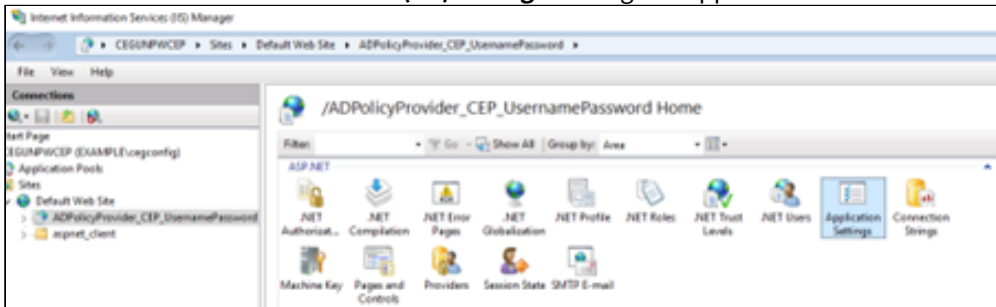 Internet Information Services (IIS) Manager
CEGUNPWCEP ▸ Sites ▸ Default Web Site ▸ ADPolicyProvider_CEP_UsernamePassword ▸
File View Help
Connections
tart Page
CEGUNPWCEP (EXAMPLE\cegconfig)
Application Pools
Sites
Default Web Site
ADPolicyProvider_CEP_UsernamePassword
aspnet_client
/ADPolicyProvider_CEP_UsernamePassword Home
Filter: Go Show All Group by: Area
ASP.NET
.NET Authorizat...
.NET Compilation
.NET Error Pages
.NET Globalization
.NET Profile
.NET Roles
.NET Trust Levels
.NET Users
Application Settings
Connection Strings
Machine Key
Pages and Controls
Providers
Session State
SMTP E-mail